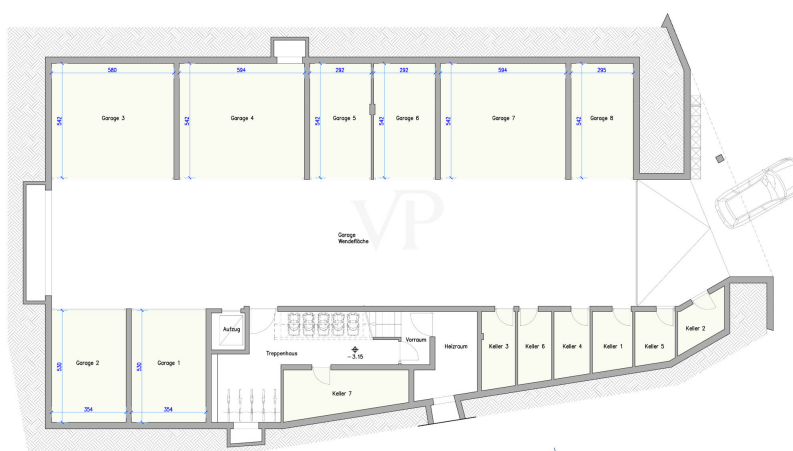 580
594
292
292
594
295
542
Garage 3
542
Garage 4
542
Garage 5
542
Garage 6
542
Garage 7
542
Garage 8
VP
Garage
Wendefläche
530
Garage 2
354
530
Garage 1
354
Aufzug
Treppenhaus
-3.15
Vorraum
Heizraum
Keller 7
Keller 3
Keller 6
Keller 4
Keller 1
Keller 5
Keller 2